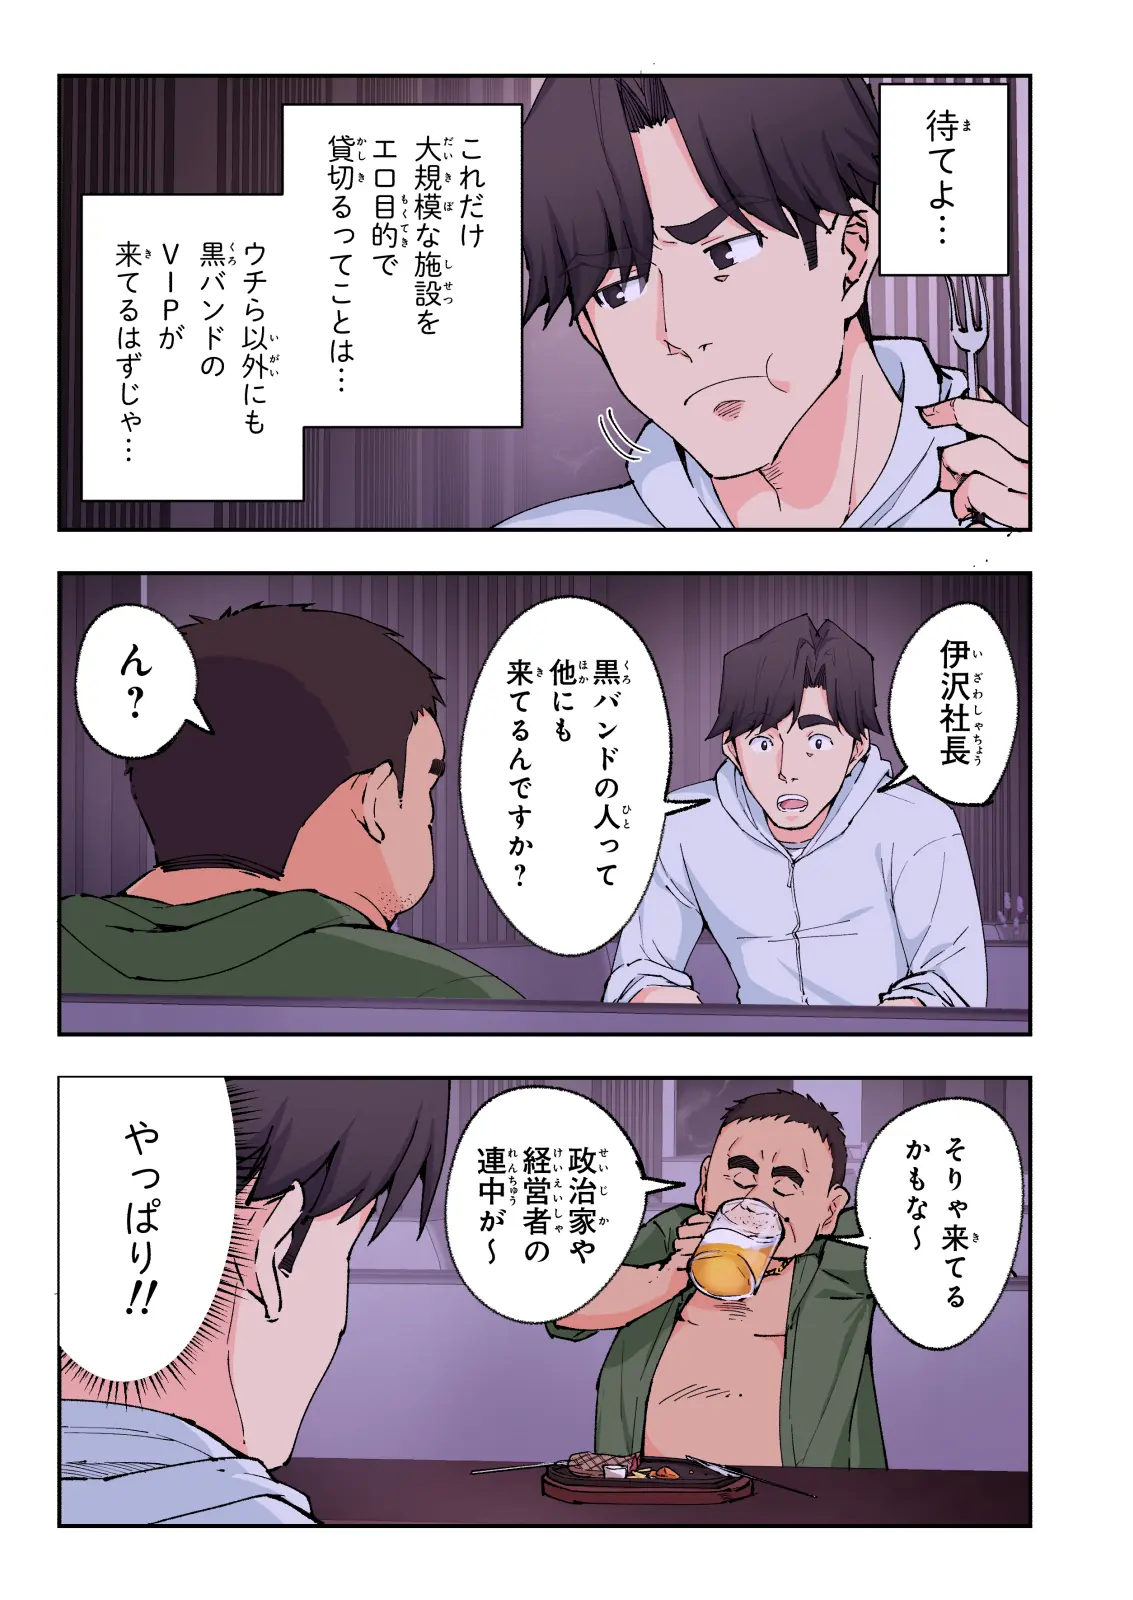 待てよ…
これだけ
大規模な施設を
エロ目的で
貸切るってことは…
ウチら以外にも
黒バンドの
VIPが
来てるはずじゃ…
伊沢社長
黒バンドの人って
他にも
来てるんですか？
ん？
そりゃ来てる
かもな～
政治家や
経営者の
連中が～
やっぱり!!